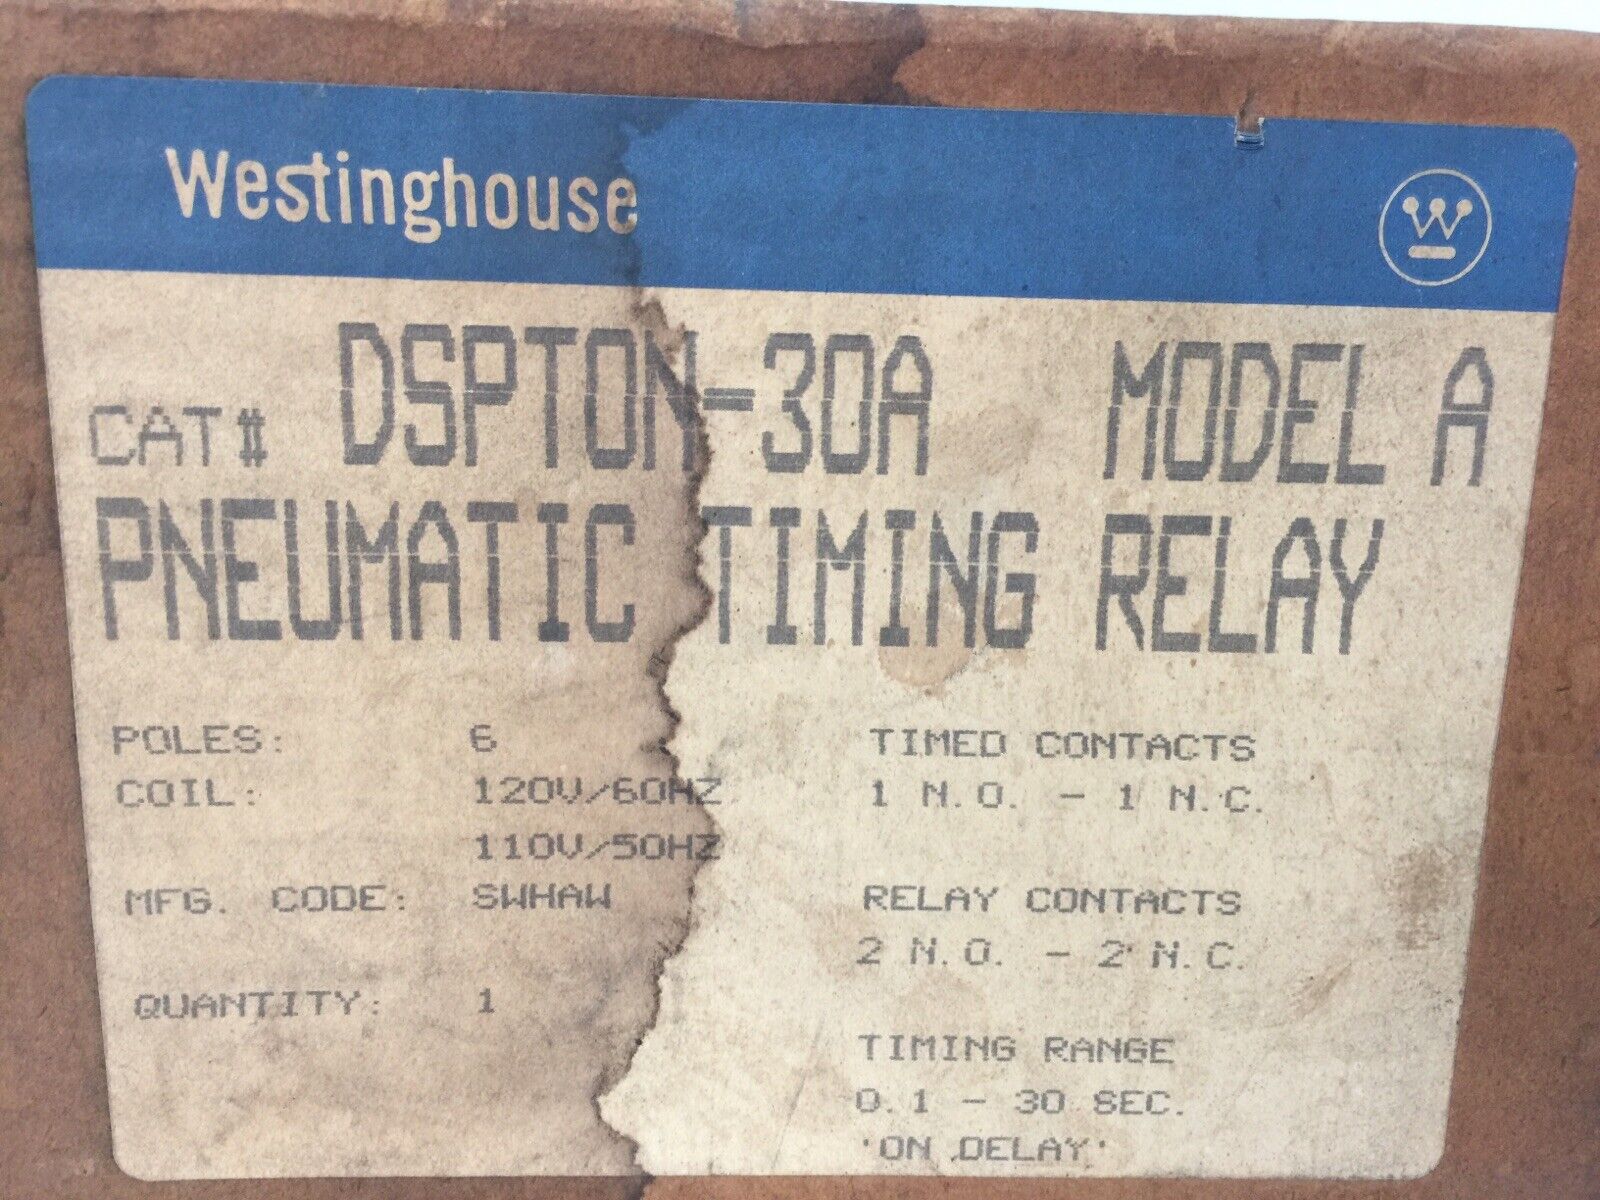 Westinghouse
W
CAT# DSPTON-30A MODEL A
PNEUMATIC TIMING RELAY
POLES: 6
COIL: 120V/60HZ
110V/50HZ
MFG. CODE: SWHAW
QUANTITY: 1
TIMED CONTACTS
1 N.O. - 1 N.C.
RELAY CONTACTS
2 N.O. - 2 N.C.
TIMING RANGE
0.1 - 30 SEC.
'ON DELAY'